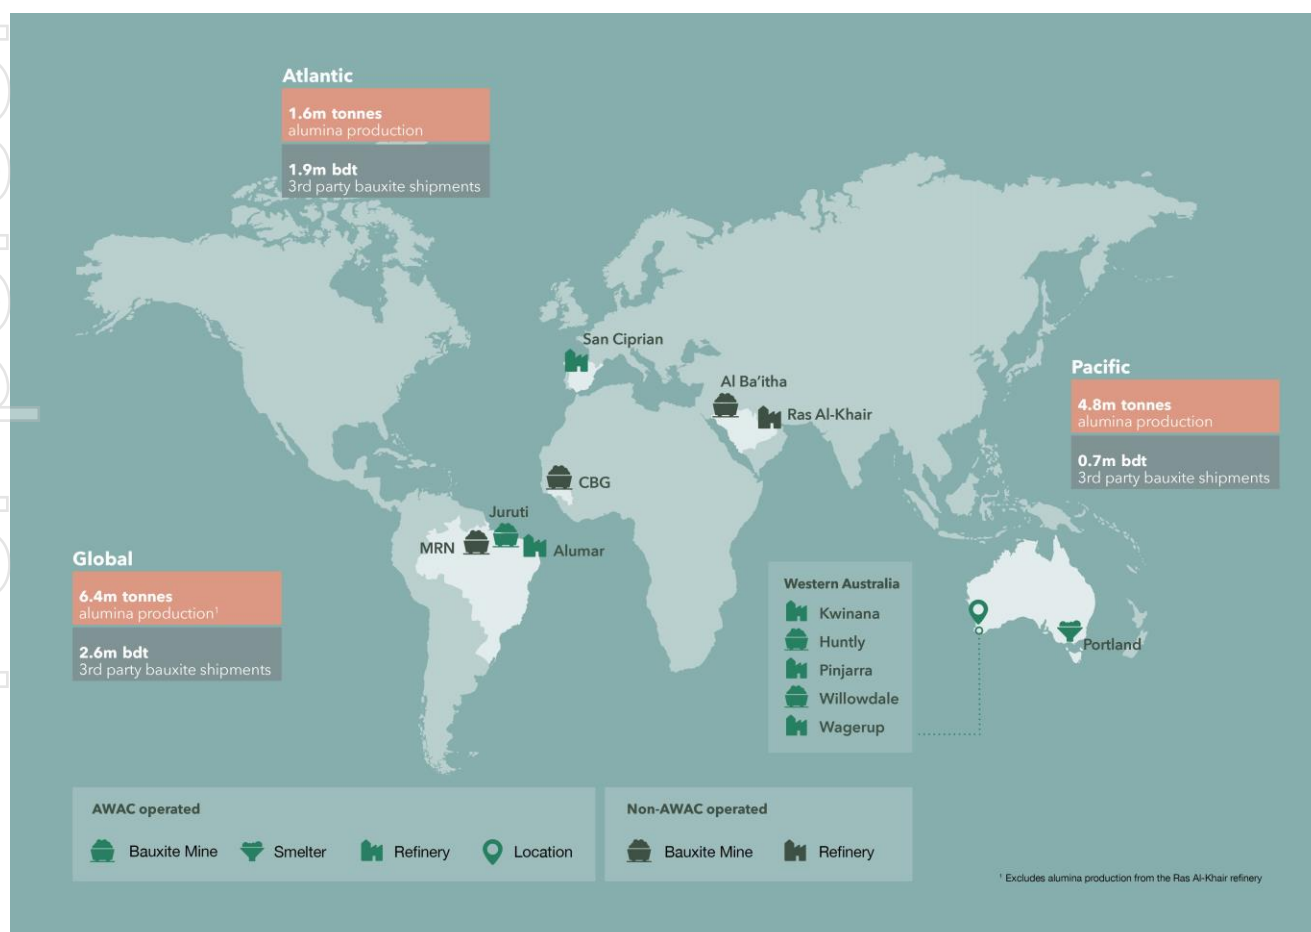 Atlantic
1.6m tonnes
alumina production
1.9m bdt
3rd party bauxite shipments
San Ciprian
Al Ba'itha
Ras Al-Khair
Pacific
4.8m tonnes
alumina production
0.7m bdt
3rd party bauxite shipments
CBG
Juruti
MRN
Alumar
Global
6.4m tonnes
alumina production¹
2.6m bdt
3rd party bauxite shipments
Western Australia
Kwinana
Huntly
Pinjarra
Willowdale
Wagerup
Portland
AWAC operated
Bauxite Mine
Smelter
Refinery
Location
Non-AWAC operated
Bauxite Mine
Refinery
¹ Excludes alumina production from the Ras Al-Khair refinery